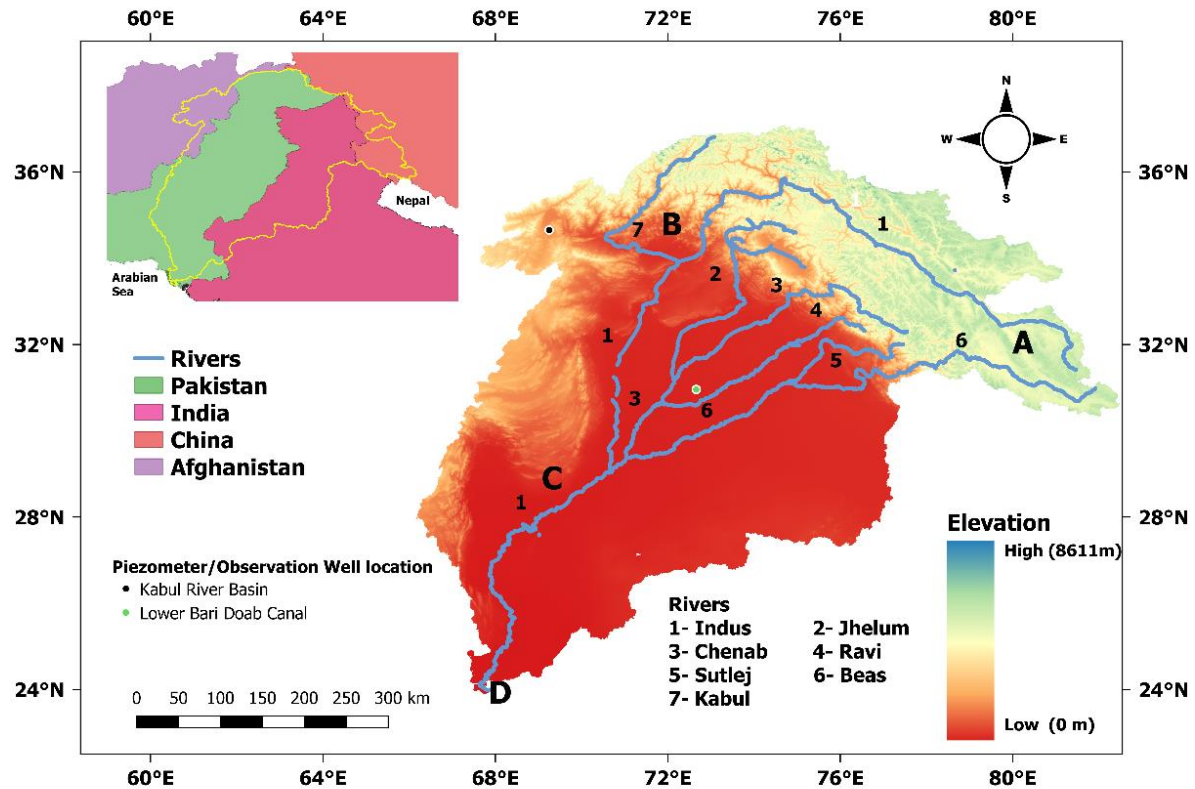 60°E 64°E 68°E 72°E 76°E 80°E
36°N
32°N
28°N
24°N
36°N
32°N
28°N
24°N
60°E 64°E 68°E 72°E 76°E 80°E
Nepal
Arabian
Sea
N
W E
S
Rivers
Pakistan
India
China
Afghanistan
Piezometer/Observation Well location
Kabul River Basin
Lower Bari Doab Canal
0 50 100 150 200 250 300 km
7
B
1
2
3
4
6
A
5
1
3
6
C
1
D
Rivers
1- Indus 2- Jhelum
3- Chenab 4- Ravi
5- Sutlej 6- Beas
7- Kabul
Elevation
High (8611m)
Low (0 m)